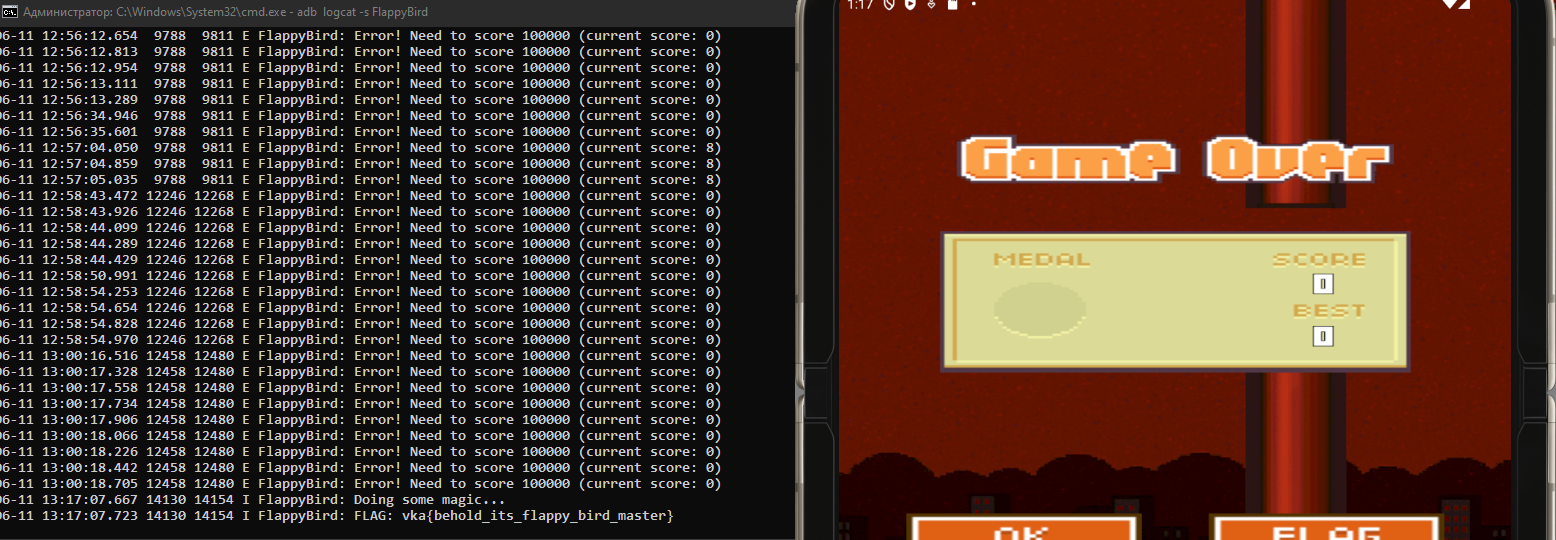 Администратор: C:\Windows\System32\cmd.exe - adb logcat -s FlappyBird
06-11 12:56:12.654 9788 9811 E FlappyBird: Error! Need to score 100000 (current score: 0)
06-11 12:56:12.813 9788 9811 E FlappyBird: Error! Need to score 100000 (current score: 0)
06-11 12:56:12.954 9788 9811 E FlappyBird: Error! Need to score 100000 (current score: 0)
06-11 12:56:13.111 9788 9811 E FlappyBird: Error! Need to score 100000 (current score: 0)
06-11 12:56:13.289 9788 9811 E FlappyBird: Error! Need to score 100000 (current score: 0)
06-11 12:56:34.946 9788 9811 E FlappyBird: Error! Need to score 100000 (current score: 0)
06-11 12:56:35.601 9788 9811 E FlappyBird: Error! Need to score 100000 (current score: 0)
06-11 12:57:04.050 9788 9811 E FlappyBird: Error! Need to score 100000 (current score: 8)
06-11 12:57:04.859 9788 9811 E FlappyBird: Error! Need to score 100000 (current score: 8)
06-11 12:57:05.035 9788 9811 E FlappyBird: Error! Need to score 100000 (current score: 8)
06-11 12:58:43.472 12246 12268 E FlappyBird: Error! Need to score 100000 (current score: 0)
06-11 12:58:43.926 12246 12268 E FlappyBird: Error! Need to score 100000 (current score: 0)
06-11 12:58:44.099 12246 12268 E FlappyBird: Error! Need to score 100000 (current score: 0)
06-11 12:58:44.289 12246 12268 E FlappyBird: Error! Need to score 100000 (current score: 0)
06-11 12:58:44.429 12246 12268 E FlappyBird: Error! Need to score 100000 (current score: 0)
06-11 12:58:50.991 12246 12268 E FlappyBird: Error! Need to score 100000 (current score: 0)
06-11 12:58:54.253 12246 12268 E FlappyBird: Error! Need to score 100000 (current score: 0)
06-11 12:58:54.654 12246 12268 E FlappyBird: Error! Need to score 100000 (current score: 0)
06-11 12:58:54.828 12246 12268 E FlappyBird: Error! Need to score 100000 (current score: 0)
06-11 12:58:54.970 12246 12268 E FlappyBird: Error! Need to score 100000 (current score: 0)
06-11 13:00:16.516 12458 12480 E FlappyBird: Error! Need to score 100000 (current score: 0)
06-11 13:00:17.328 12458 12480 E FlappyBird: Error! Need to score 100000 (current score: 0)
06-11 13:00:17.558 12458 12480 E FlappyBird: Error! Need to score 100000 (current score: 0)
06-11 13:00:17.734 12458 12480 E FlappyBird: Error! Need to score 100000 (current score: 0)
06-11 13:00:17.906 12458 12480 E FlappyBird: Error! Need to score 100000 (current score: 0)
06-11 13:00:18.066 12458 12480 E FlappyBird: Error! Need to score 100000 (current score: 0)
06-11 13:00:18.226 12458 12480 E FlappyBird: Error! Need to score 100000 (current score: 0)
06-11 13:00:18.442 12458 12480 E FlappyBird: Error! Need to score 100000 (current score: 0)
06-11 13:00:18.705 12458 12480 E FlappyBird: Error! Need to score 100000 (current score: 0)
06-11 13:17:07.667 14130 14154 I FlappyBird: Doing some magic...
06-11 13:17:07.723 14130 14154 I FlappyBird: FLAG: vka{behold_its_flappy_bird_master}
1:17
Game Over
MEDAL
SCORE
0
BEST
0
OK
FLAG